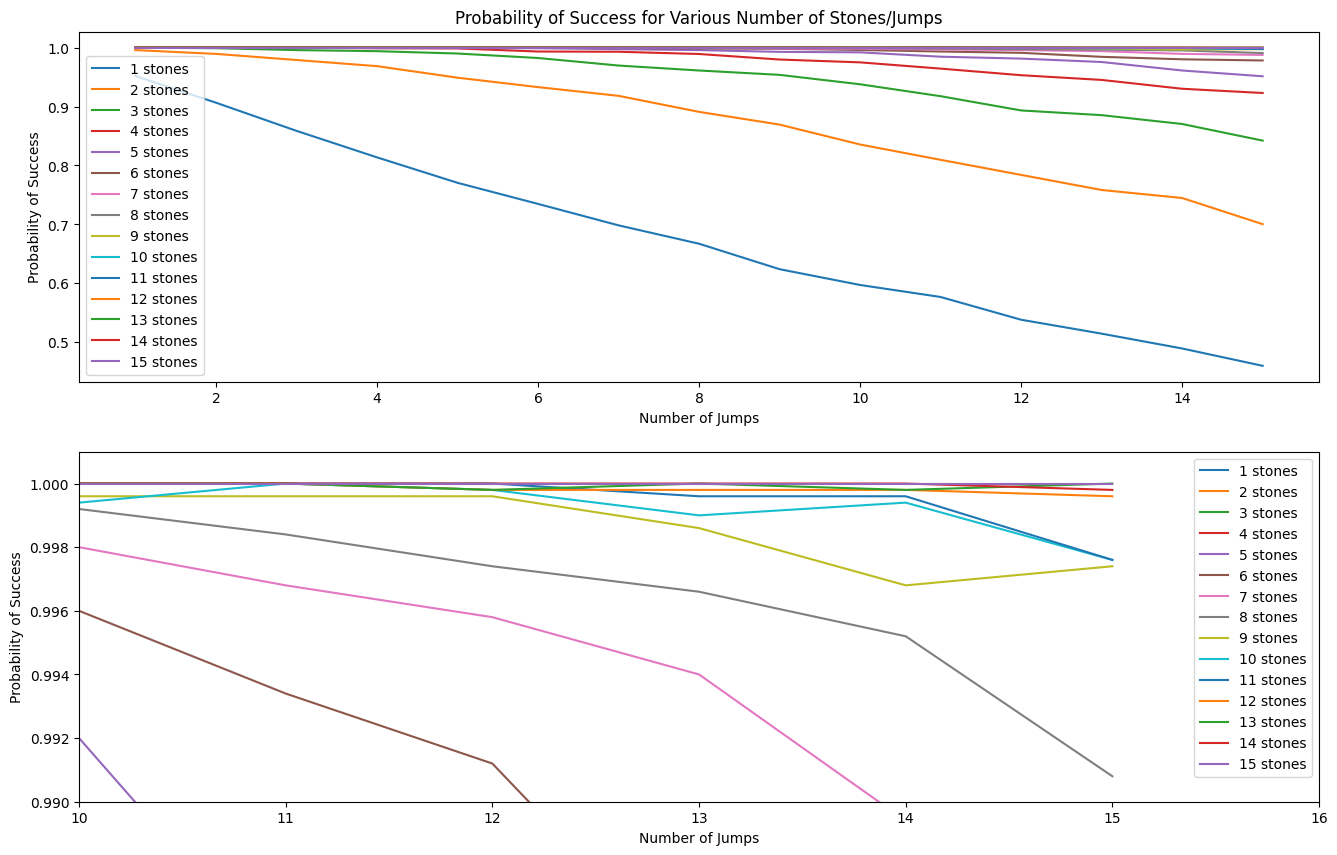 Probability of Success for Various Number of Stones/Jumps
1.0
0.9
0.8
0.7
0.6
0.5
Probability of Success
1 stones
2 stones
3 stones
4 stones
5 stones
6 stones
7 stones
8 stones
9 stones
10 stones
11 stones
12 stones
13 stones
14 stones
15 stones
2 4 6 8 10 12 14
Number of Jumps
1.000
0.998
0.996
0.994
0.992
0.990
Probability of Success
1 stones
2 stones
3 stones
4 stones
5 stones
6 stones
7 stones
8 stones
9 stones
10 stones
11 stones
12 stones
13 stones
14 stones
15 stones
10 11 12 13 14 15 16
Number of Jumps